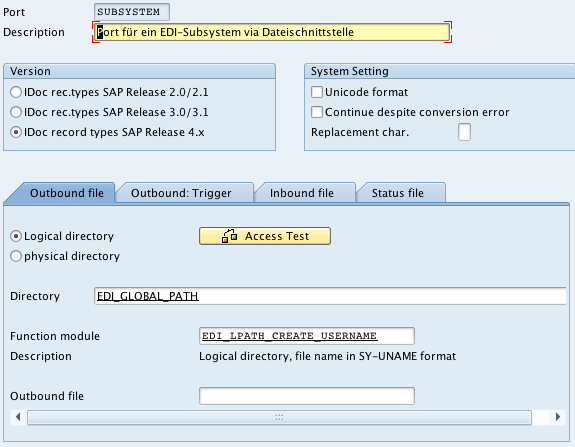 Port SUBSYSTEM
Description Port für ein EDI-Subsystem via Dateischnittstelle
Version
IDoc rec.types SAP Release 2.0/2.1
IDoc rec.types SAP Release 3.0/3.1
IDoc record types SAP Release 4.x
System Setting
Unicode format
Continue despite conversion error
Replacement char.
Outbound file Outbound: Trigger Inbound file Status file
Logical directory Access Test
physical directory
Directory EDI_GLOBAL_PATH
Function module EDI_LPATH_CREATE_USERNAME
Description Logical directory, file name in SY-UNAME format
Outbound file